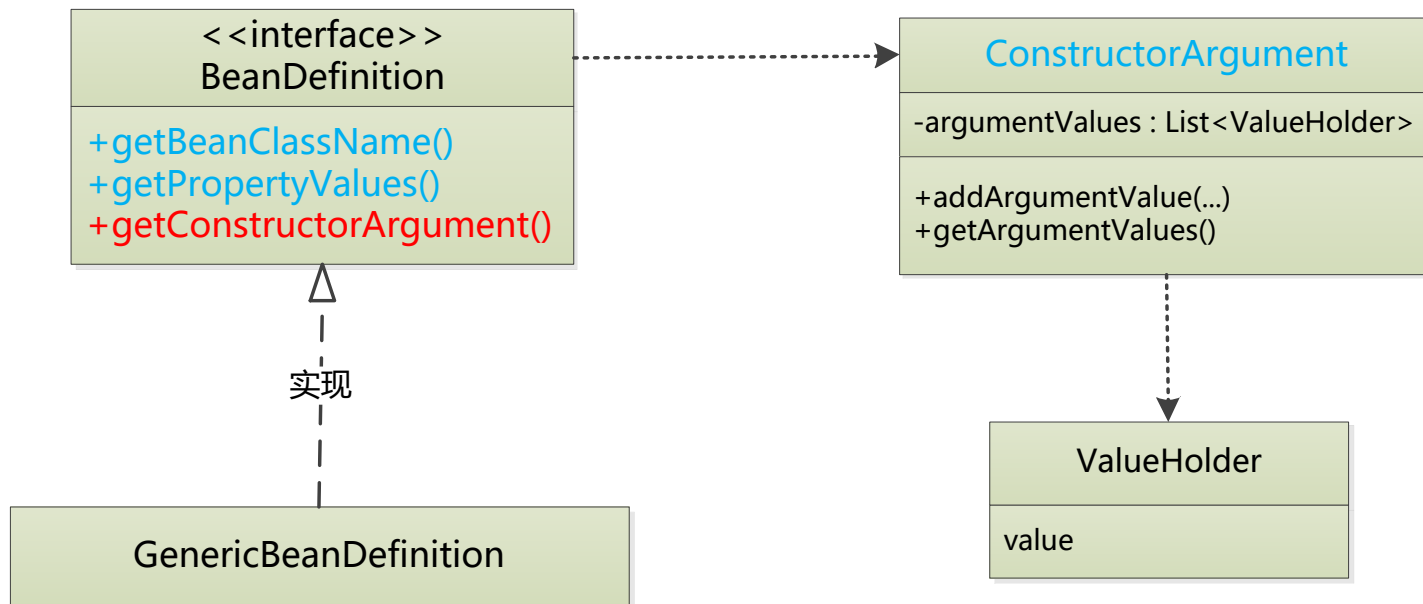 <<interface>>
BeanDefinition
+getBeanClassName()
+getPropertyValues()
+getConstructorArgument()
ConstructorArgument
-argumentValues : List<ValueHolder>
+addArgumentValue(...)
+getArgumentValues()
实现
ValueHolder
value
GenericBeanDefinition